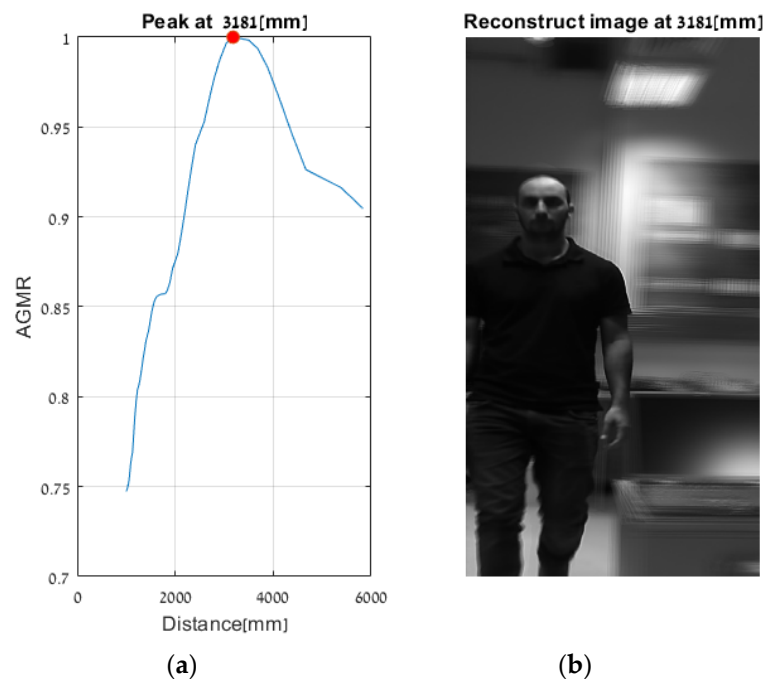 Peak at 3181[mm]
1
0.95
0.9
0.85
0.8
0.75
0.7
0 2000 4000 6000
AGMR
Distance[mm]
(a)
Reconstruct image at 3181[mm]
(b)